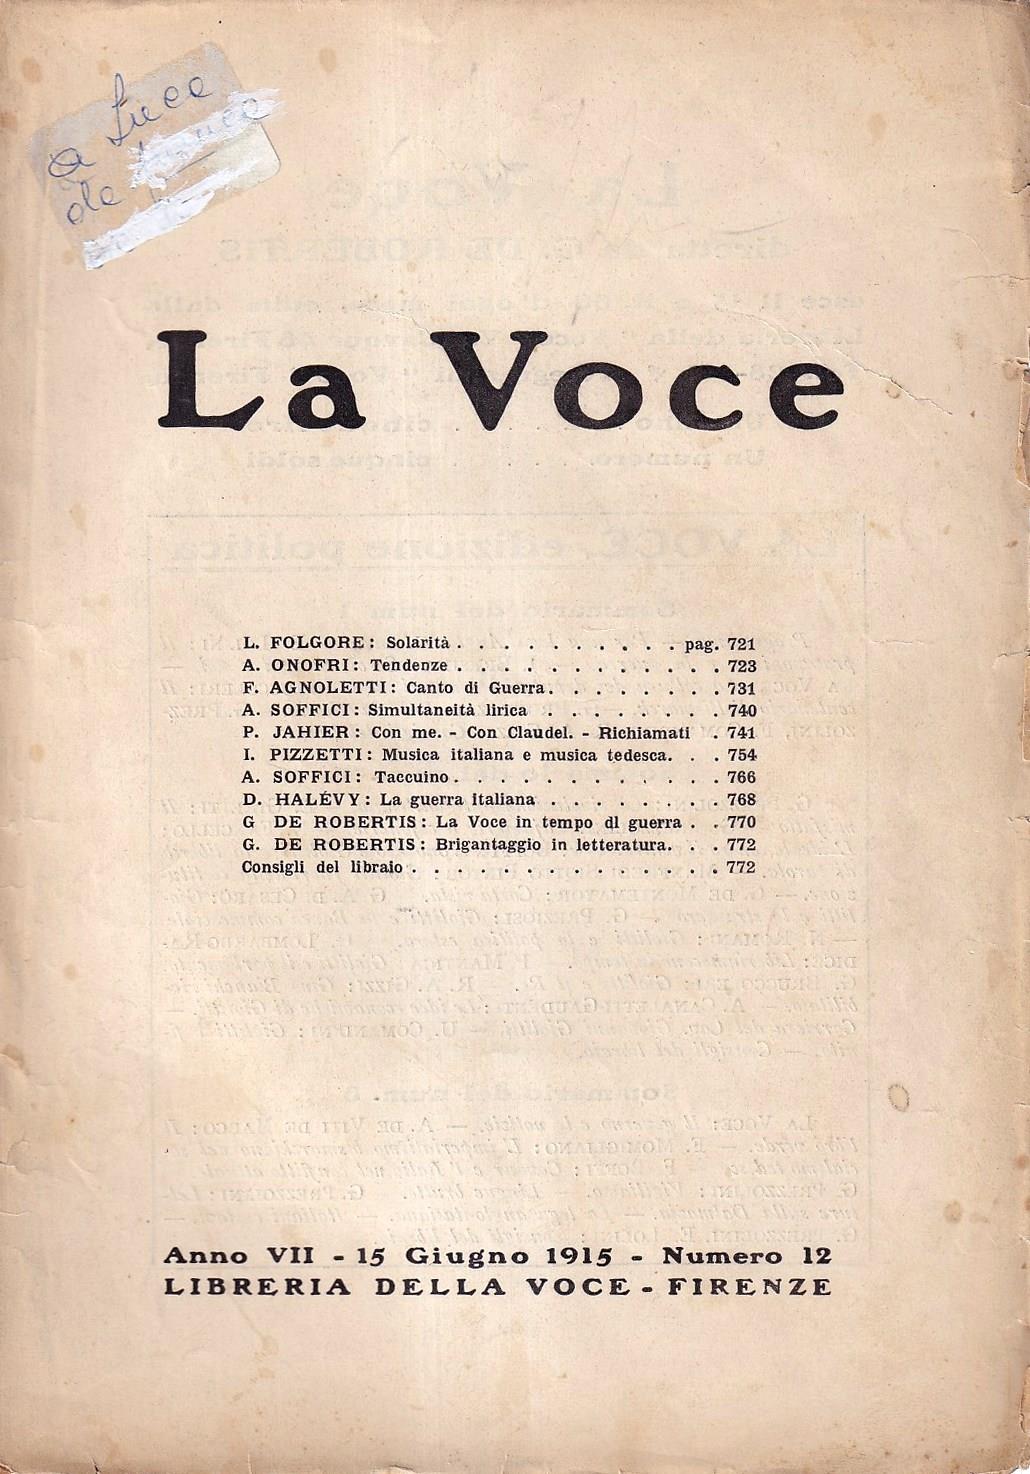 a Luce
da
La Voce
L. FOLGORE: Solarità . . . . . . . . . . pag. 721
A. ONOFRI: Tendenze . . . . . . . . . . . . 723
F. AGNOLETTI: Canto di Guerra. . . . . . . . 731
A. SOFFICI: Simultaneità lirica . . . . . . . . 740
P. JAHIER: Con me. - Con Claudel. - Richiamati . 741
I. PIZZETTI: Musica italiana e musica tedesca. . . 754
A. SOFFICI: Taccuino . . . . . . . . . . . . 766
D. HALÉVY: La guerra italiana . . . . . . . . 768
G DE ROBERTIS: La Voce in tempo dl guerra . . 770
G. DE ROBERTIS: Brigantaggio in letteratura. . . 772
Consigli del libraio . . . . . . . . . . . . . . 772
Anno VII - 15 Giugno 1915 - Numero 12
LIBRERIA DELLA VOCE - FIRENZE